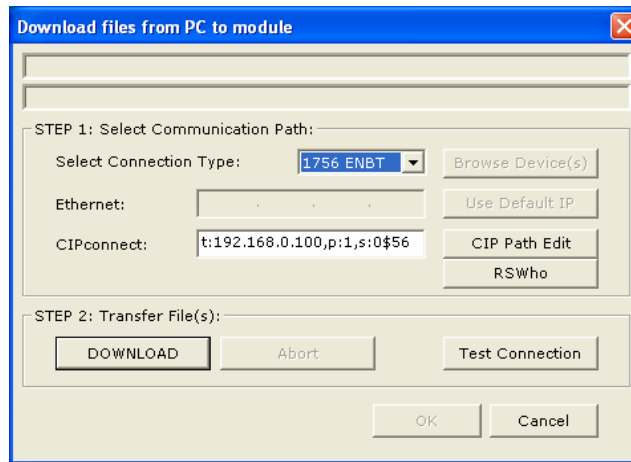 Download files from PC to module
STEP 1: Select Communication Path:
Select Connection Type: 1756 ENBT Browse Device(s)
Ethernet: . . . Use Default IP
CIPconnect: t:192.168.0.100,p:1,s:0$56 CIP Path Edit
RSWho
STEP 2: Transfer File(s):
DOWNLOAD Abort Test Connection
OK Cancel